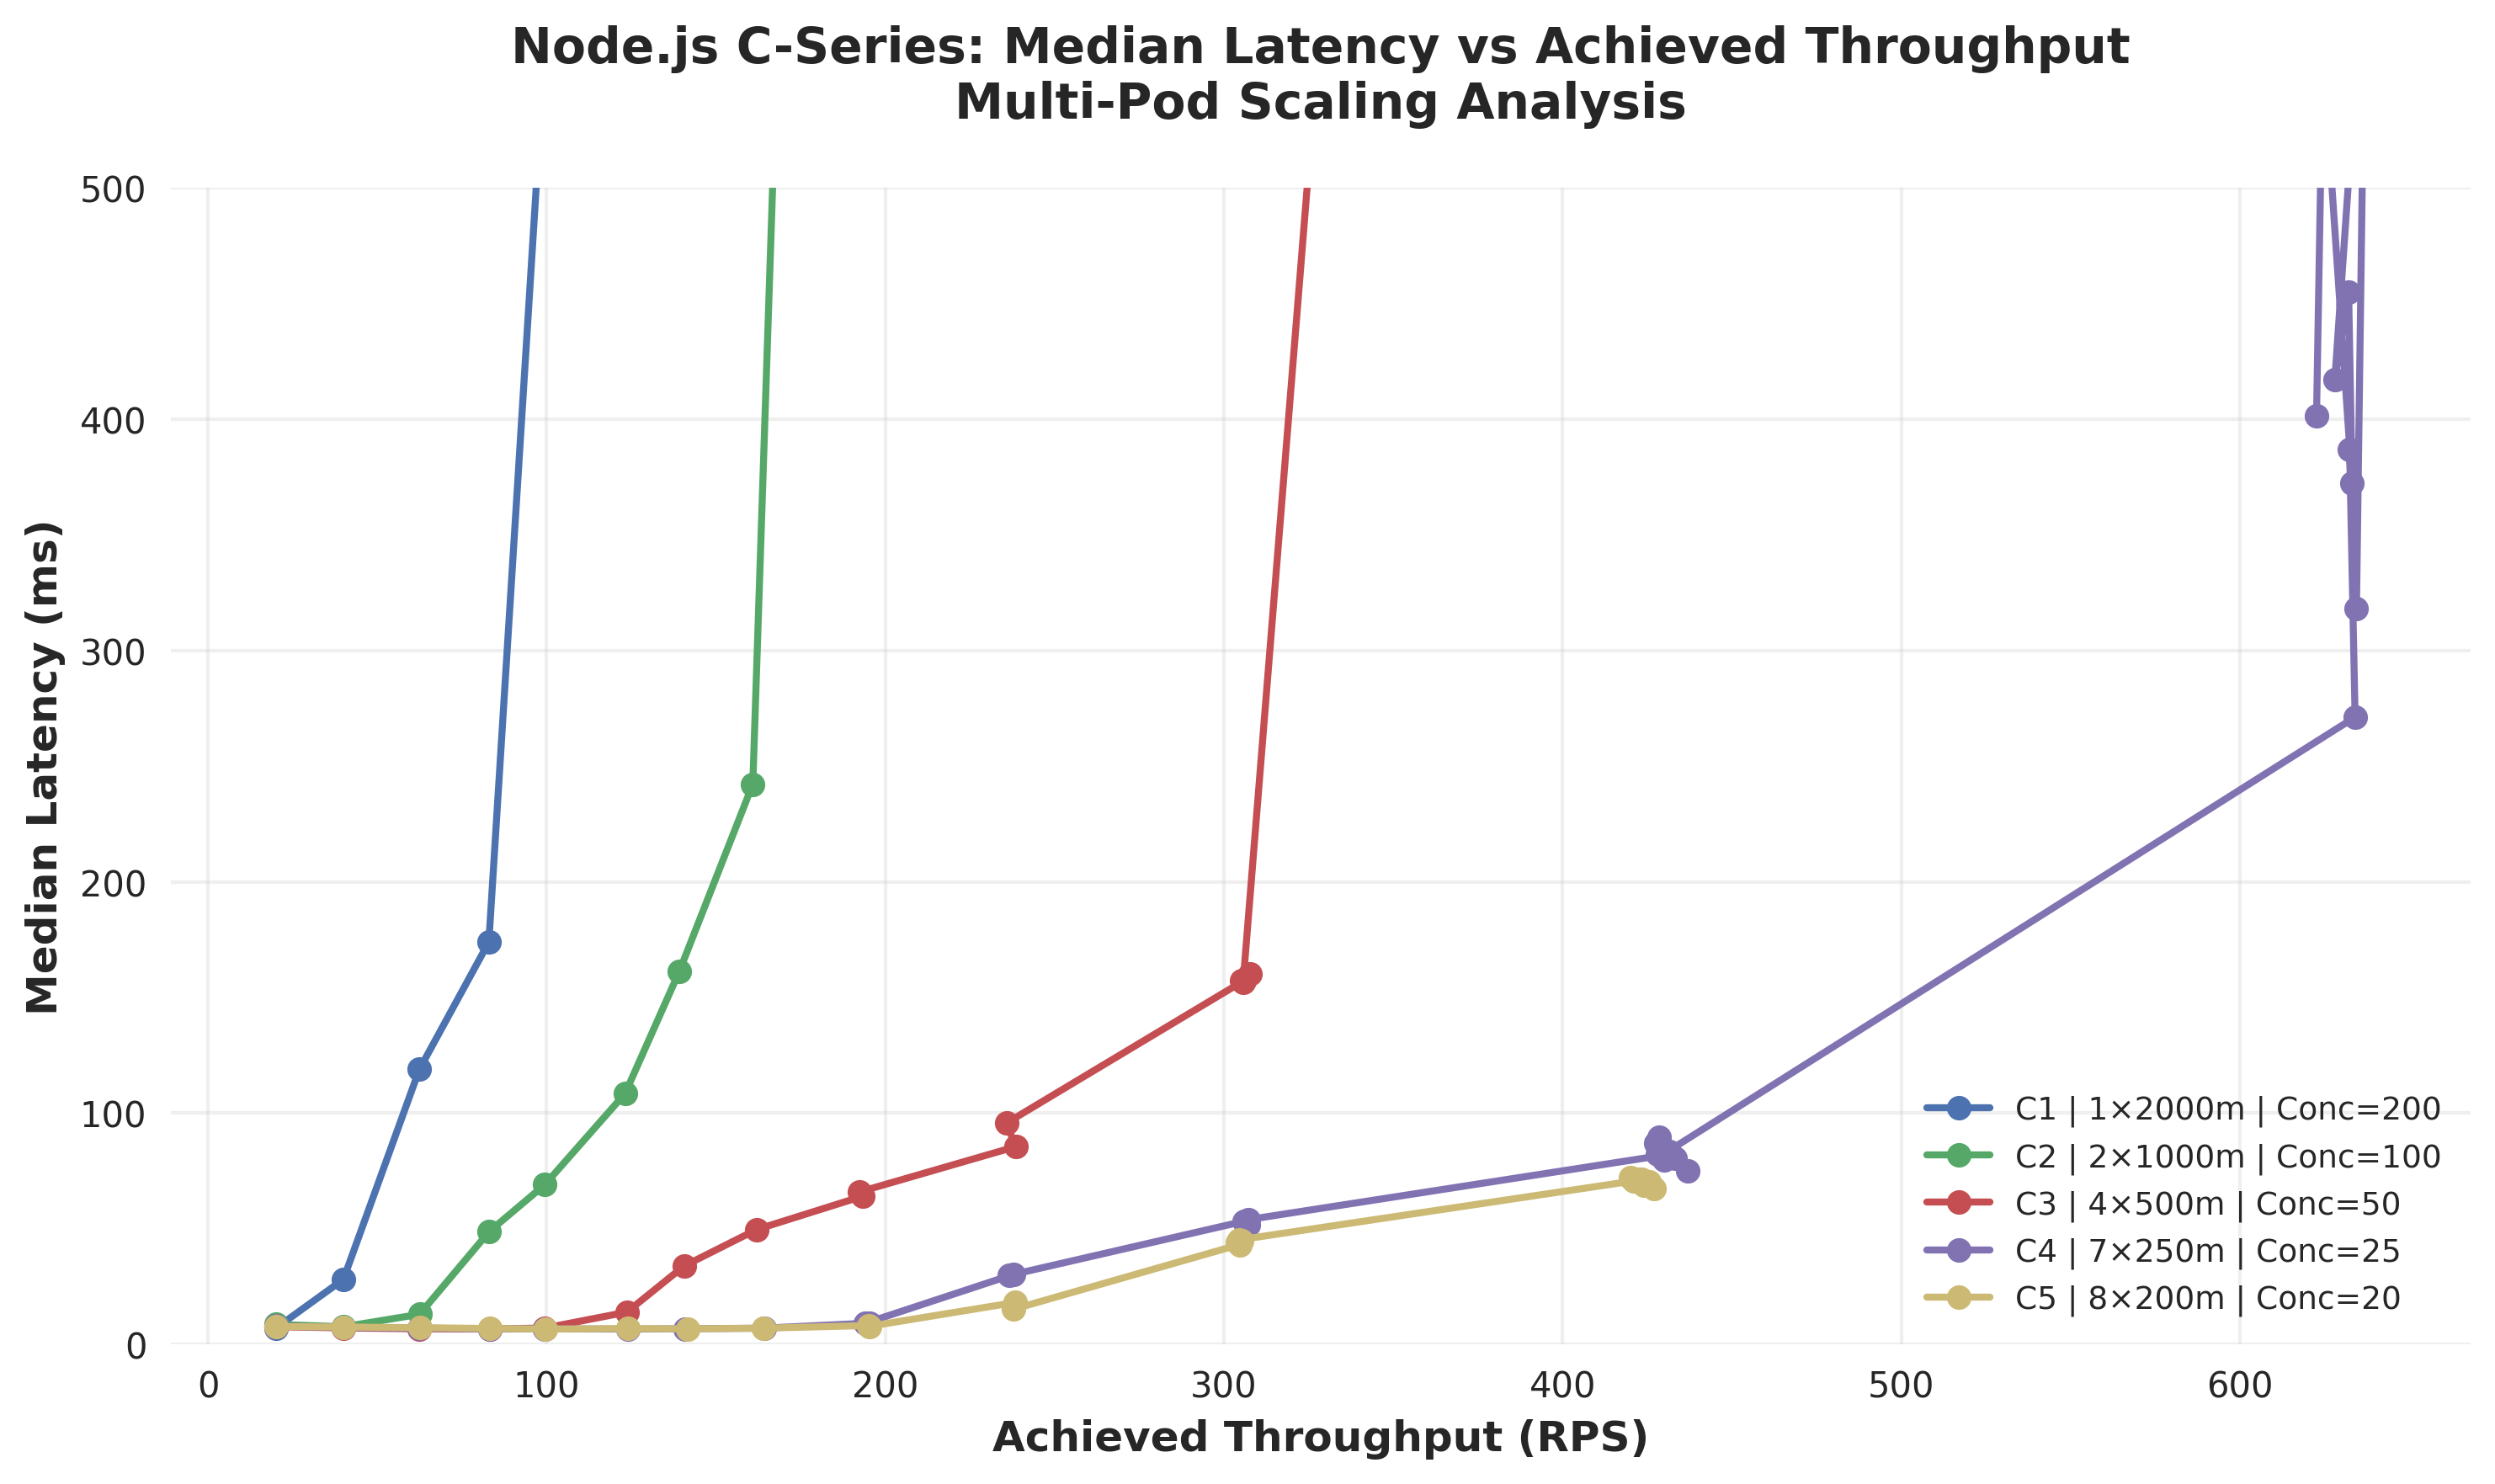 Node.js C-Series: Median Latency vs Achieved Throughput
Multi-Pod Scaling Analysis
500
400
300
200
100
0
Median Latency (ms)
C1 | 1×2000m | Conc=200
C2 | 2×1000m | Conc=100
C3 | 4×500m | Conc=50
C4 | 7×250m | Conc=25
C5 | 8×200m | Conc=20
0 100 200 300 400 500 600
Achieved Throughput (RPS)